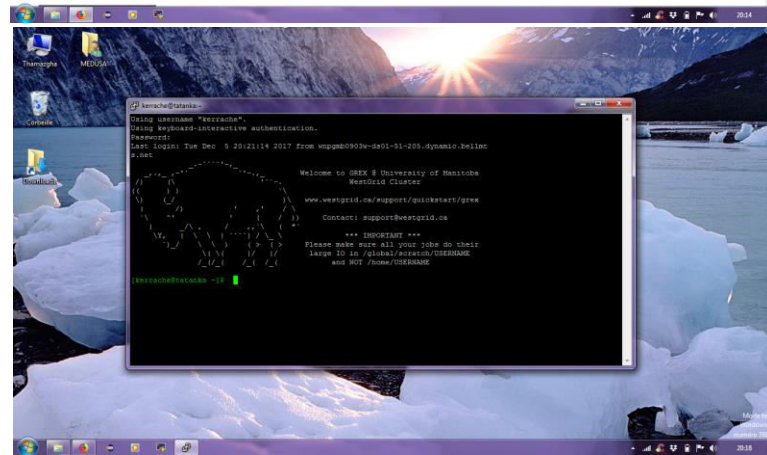 20:14
Thamazgha
MEDUSA
Corbeille
Downloads
kerrache@tatanka:~
Using username "kerrache".
Using keyboard-interactive authentication.
Password:
Last login: Tue Dec 5 20:21:14 2017 from wnpgmb0903w-ds01-51-205.dynamic.bellmt
s.net
Welcome to GREX @ University of Manitoba
WestGrid Cluster
www.westgrid.ca/support/quickstart/grex
Contact: support@westgrid.ca
*** IMPORTANT ***
Please make sure all your jobs do their
large IO in /global/scratch/USERNAME
and NOT /home/USERNAME
[kerrache@tatanka ~]$
Windows
20:18